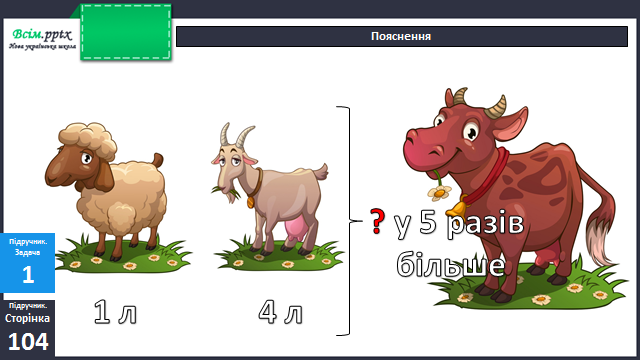 Всім.pptx
Нова українська школа
Пояснення
? у 5 разів
більше
Підручник.
Задача
1
1 л
4 л
Підручник.
Сторінка
104